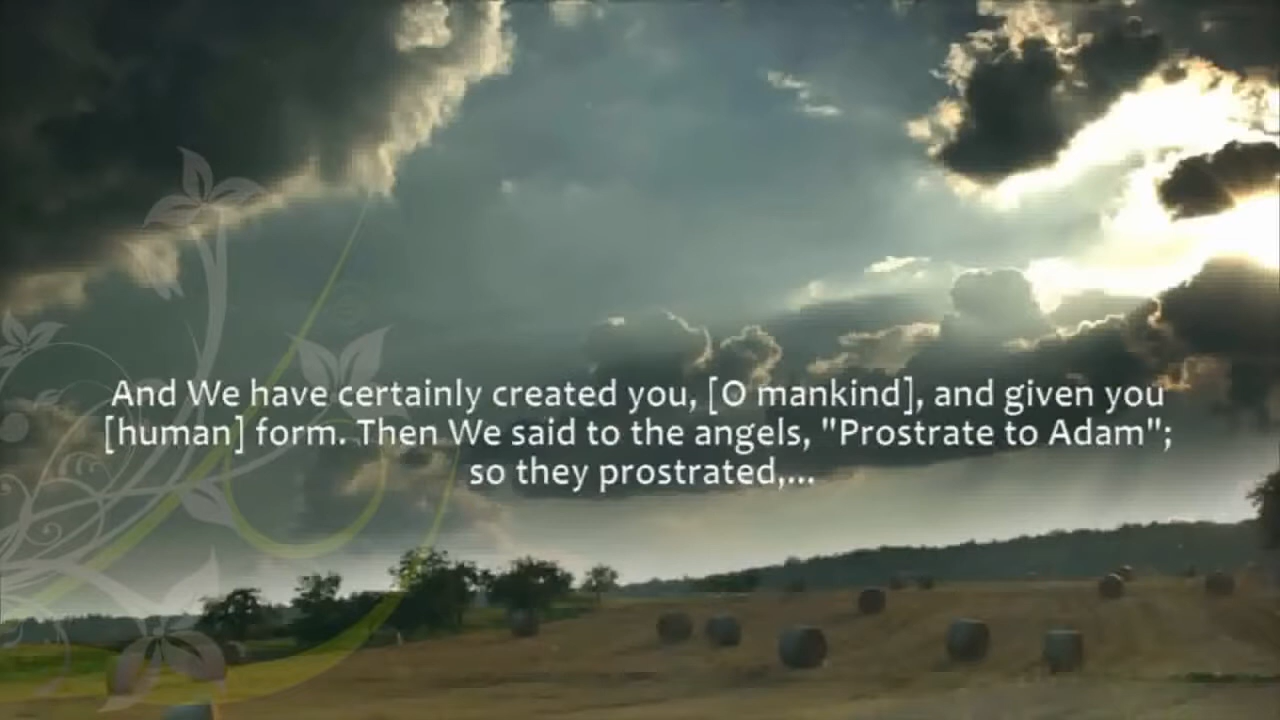 And We have certainly created you, [O mankind], and given you
[human] form. Then We said to the angels, "Prostrate to Adam";
so they prostrated,...